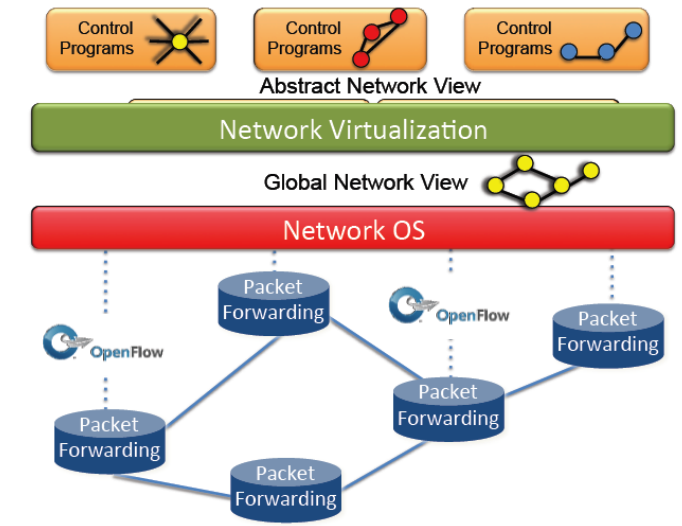 Control
Programs
Control
Programs
Control
Programs
Abstract Network View
Network Virtualization
Global Network View
Network OS
Packet
Forwarding
OpenFlow
Packet
Forwarding
OpenFlow
Packet
Forwarding
Packet
Forwarding
Packet
Forwarding